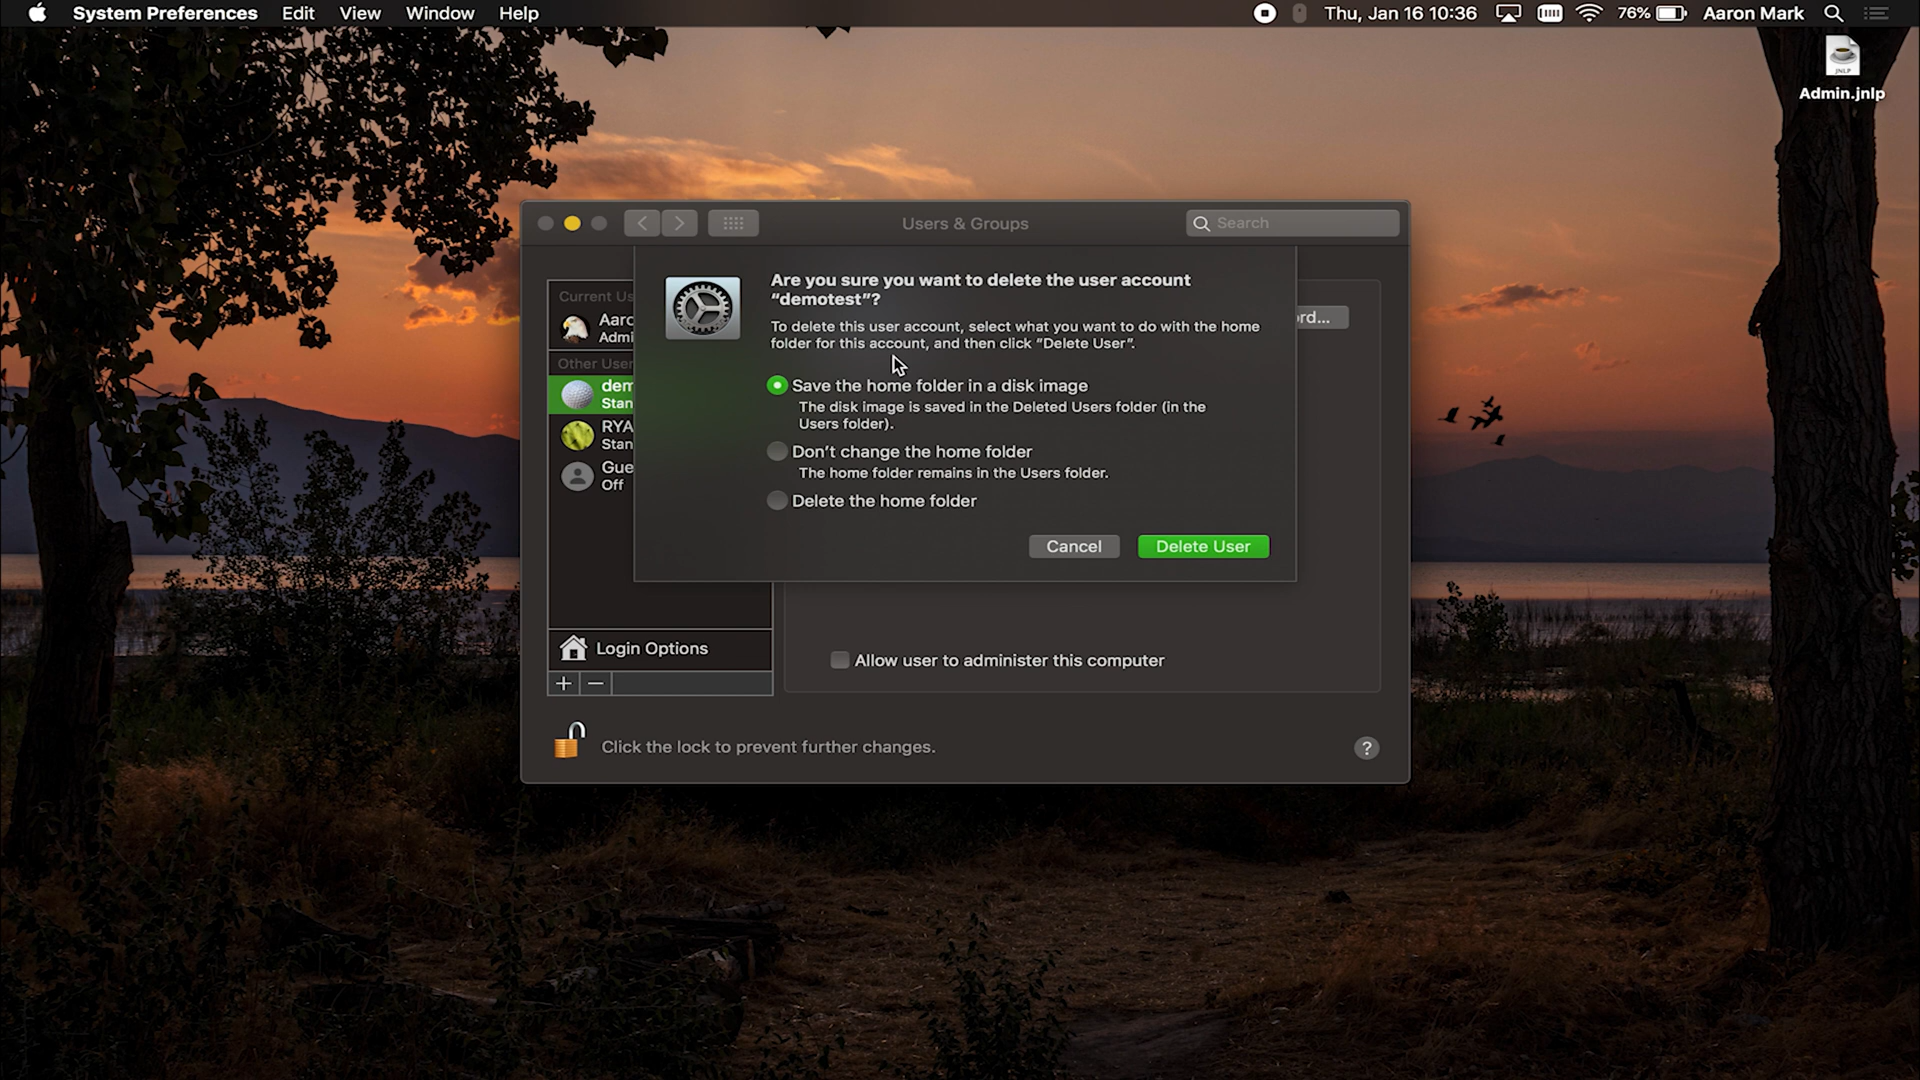 System Preferences Edit View Window Help
Thu, Jan 16 10:36 76% Aaron Mark
JNLP
Admin.jnlp
Users & Groups
Search
Are you sure you want to delete the user account
“demotest”?
To delete this user account, select what you want to do with the home
folder for this account, and then click “Delete User”.
Save the home folder in a disk image
The disk image is saved in the Deleted Users folder (in the
Users folder).
Don’t change the home folder
The home folder remains in the Users folder.
Delete the home folder
Cancel Delete User
Current Us
Aarc
Admi
Other User
dem
Stan
RYA
Stan
Gue
Off
ord...
Login Options
+ −
Allow user to administer this computer
Click the lock to prevent further changes.
?